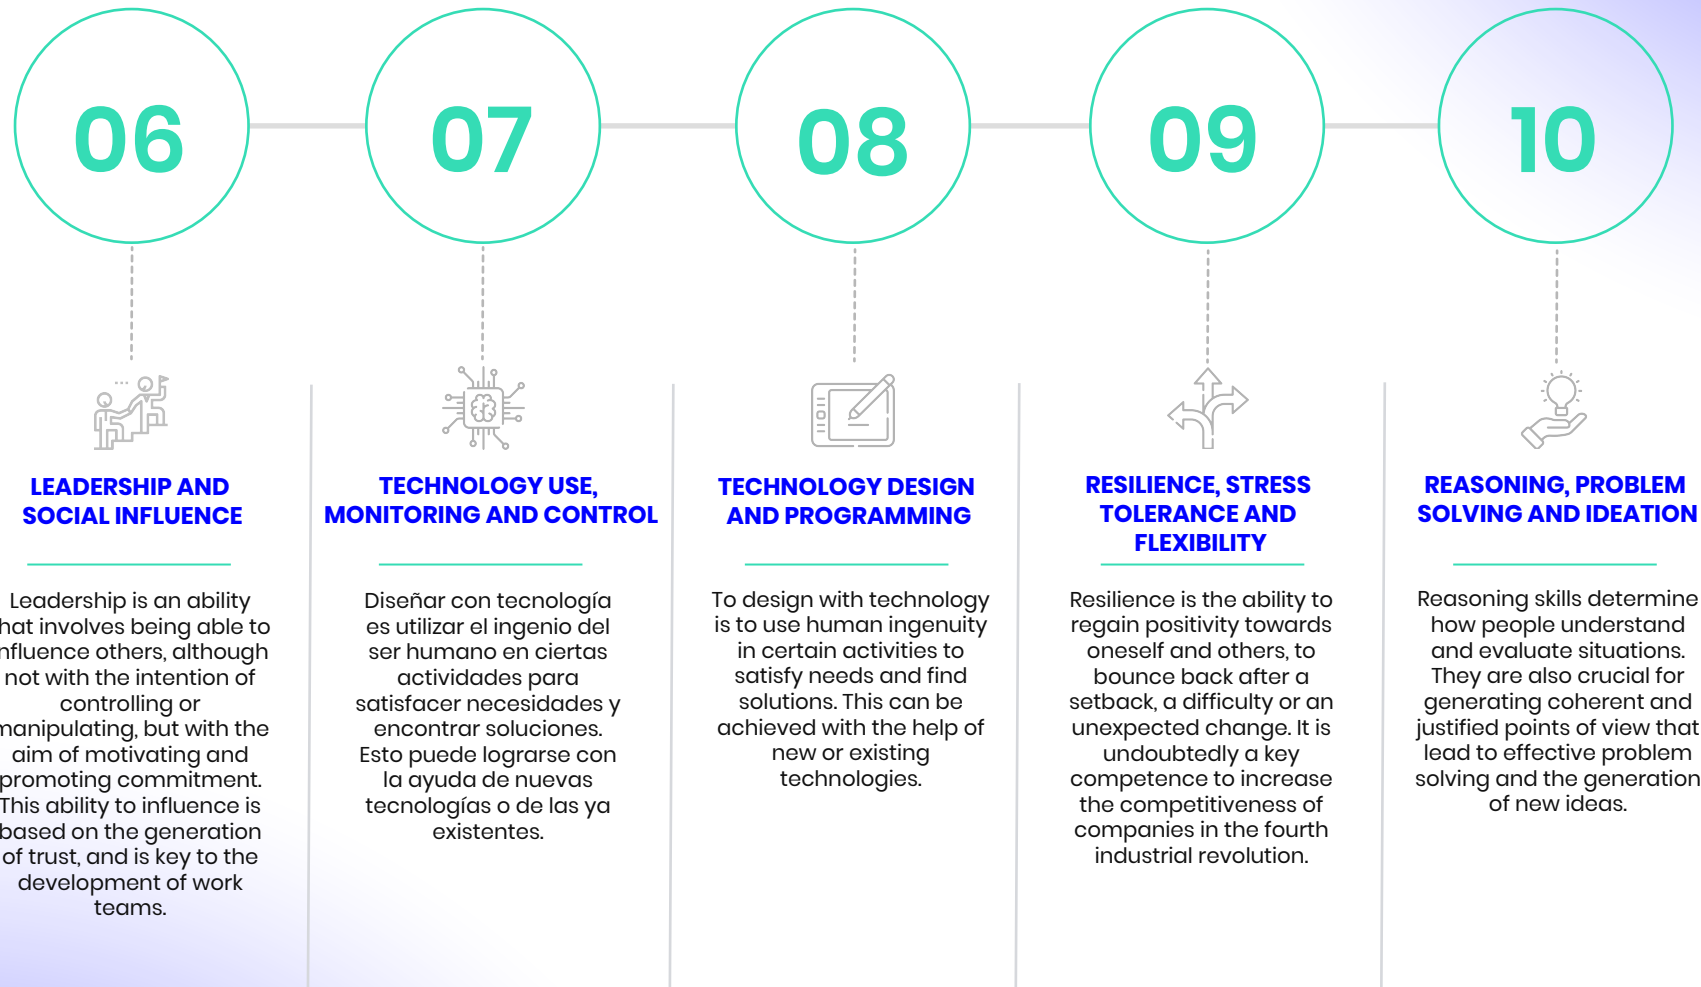 06
07
08
09
10
LEADERSHIP AND
SOCIAL INFLUENCE
Leadership is an ability
hat involves being able to
nfluence others, although
not with the intention of
controlling or
manipulating, but with the
aim of motivating and
promoting commitment.
This ability to influence is
based on the generation
of trust, and is key to the
development of work
teams.
TECHNOLOGY USE,
MONITORING AND CONTROL
Diseñar con tecnología
es utilizar el ingenio del
ser humano en ciertas
actividades para
satisfacer necesidades y
encontrar soluciones.
Esto puede lograrse con
la ayuda de nuevas
tecnologías o de las ya
existentes.
TECHNOLOGY DESIGN
AND PROGRAMMING
To design with technology
is to use human ingenuity
in certain activities to
satisfy needs and find
solutions. This can be
achieved with the help of
new or existing
technologies.
RESILIENCE, STRESS
TOLERANCE AND
FLEXIBILITY
Resilience is the ability to
regain positivity towards
oneself and others, to
bounce back after a
setback, a difficulty or an
unexpected change. It is
undoubtedly a key
competence to increase
the competitiveness of
companies in the fourth
industrial revolution.
REASONING, PROBLEM
SOLVING AND IDEATION
Reasoning skills determine
how people understand
and evaluate situations.
They are also crucial for
generating coherent and
justified points of view that
lead to effective problem
solving and the generation
of new ideas.